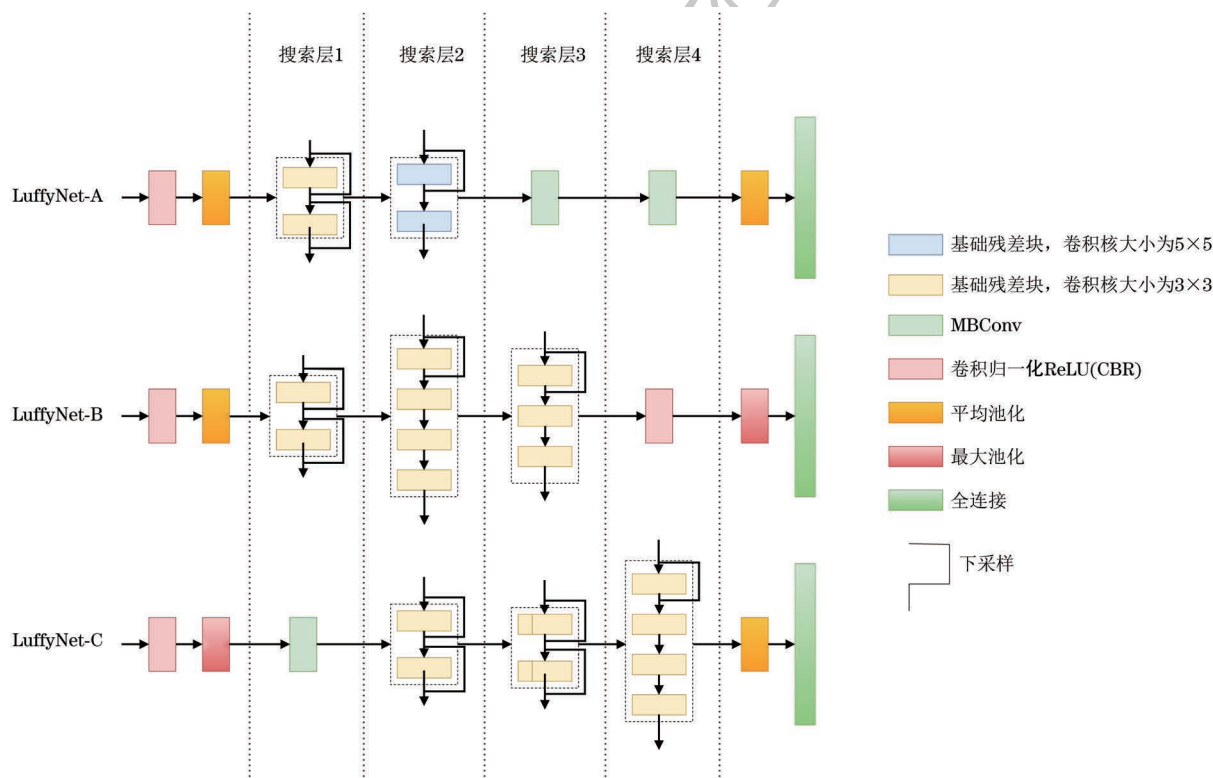 搜索层1
搜索层2
搜索层3
搜索层4
LuffyNet-A
LuffyNet-B
LuffyNet-C
基础残差块，卷积核大小为5×5
基础残差块，卷积核大小为3×3
MBConv
卷积归一化ReLU(CBR)
平均池化
最大池化
全连接
下采样